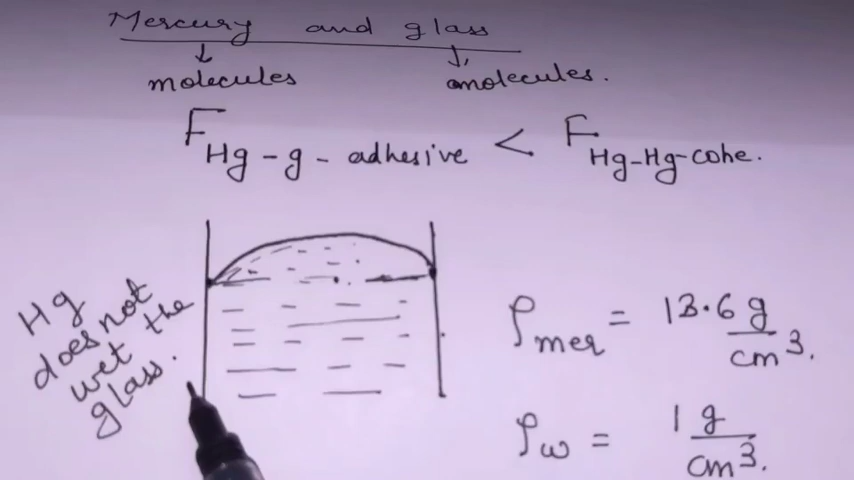 Mercury and glass
molecules molecules.
F Hg-g-adhesive < F Hg-Hg-cohe.
Hg
does not
wet the
glass.
ρmer = 13.6 g/cm³.
ρw = 1 g/cm³.